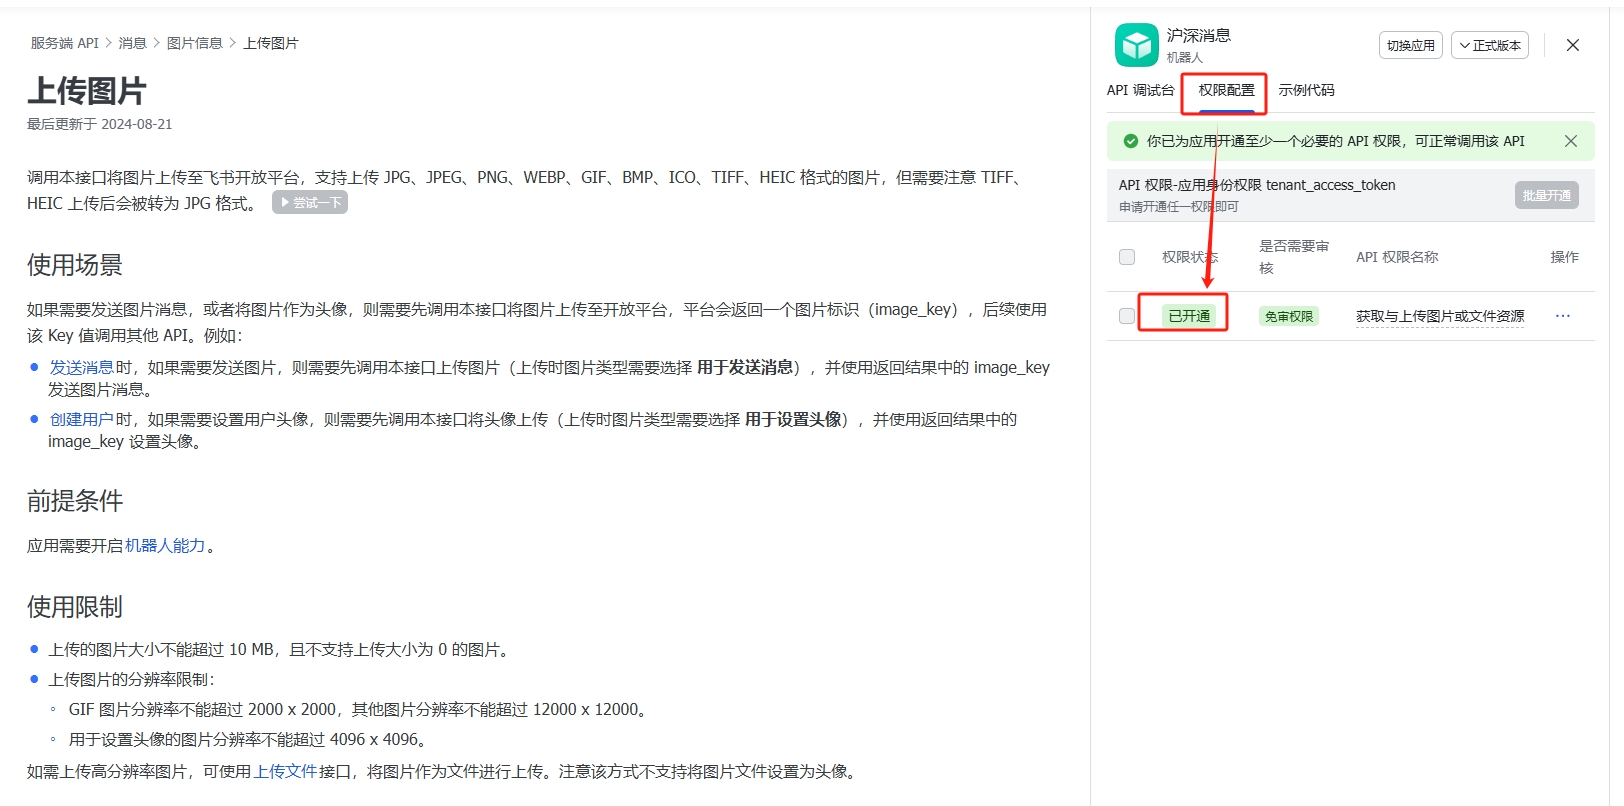 服务端 API > 消息 > 图片信息 > 上传图片
上传图片
最后更新于 2024-08-21
调用本接口将图片上传至飞书开放平台，支持上传 JPG、JPEG、PNG、WEBP、GIF、BMP、ICO、TIFF、HEIC 格式的图片，但需要注意 TIFF、
HEIC 上传后会被转为 JPG 格式。 尝试一下
使用场景
如果需要发送图片消息，或者将图片作为头像，则需要先调用本接口将图片上传至开放平台，平台会返回一个图片标识（image_key），后续使用
该 Key 值调用其他 API。例如：
发送消息时，如果需要发送图片，则需要先调用本接口上传图片（上传时图片类型需要选择 用于发送消息），并使用返回结果中的 image_key
发送图片消息。
创建用户时，如果需要设置用户头像，则需要先调用本接口将头像上传（上传时图片类型需要选择 用于设置头像），并使用返回结果中的
image_key 设置头像。
前提条件
应用需要开启机器人能力。
使用限制
上传的图片大小不能超过 10 MB，且不支持上传大小为 0 的图片。
上传图片的分辨率限制：
GIF 图片分辨率不能超过 2000 x 2000，其他图片分辨率不能超过 12000 x 12000。
用于设置头像的图片分辨率不能超过 4096 x 4096。
如需上传高分辨率图片，可使用上传文件接口，将图片作为文件进行上传。注意该方式不支持将图片文件设置为头像。
沪深消息
机器人
切换应用
正式版本
API 调试台 权限配置 示例代码
你已为应用开通至少一个必要的 API 权限，可正常调用该 API
API 权限-应用身份权限 tenant_access_token
申请开通任一权限即可
批量开通
权限状态 是否需要审
核 API 权限名称 操作
已开通 免审权限 获取与上传图片或文件资源 ···